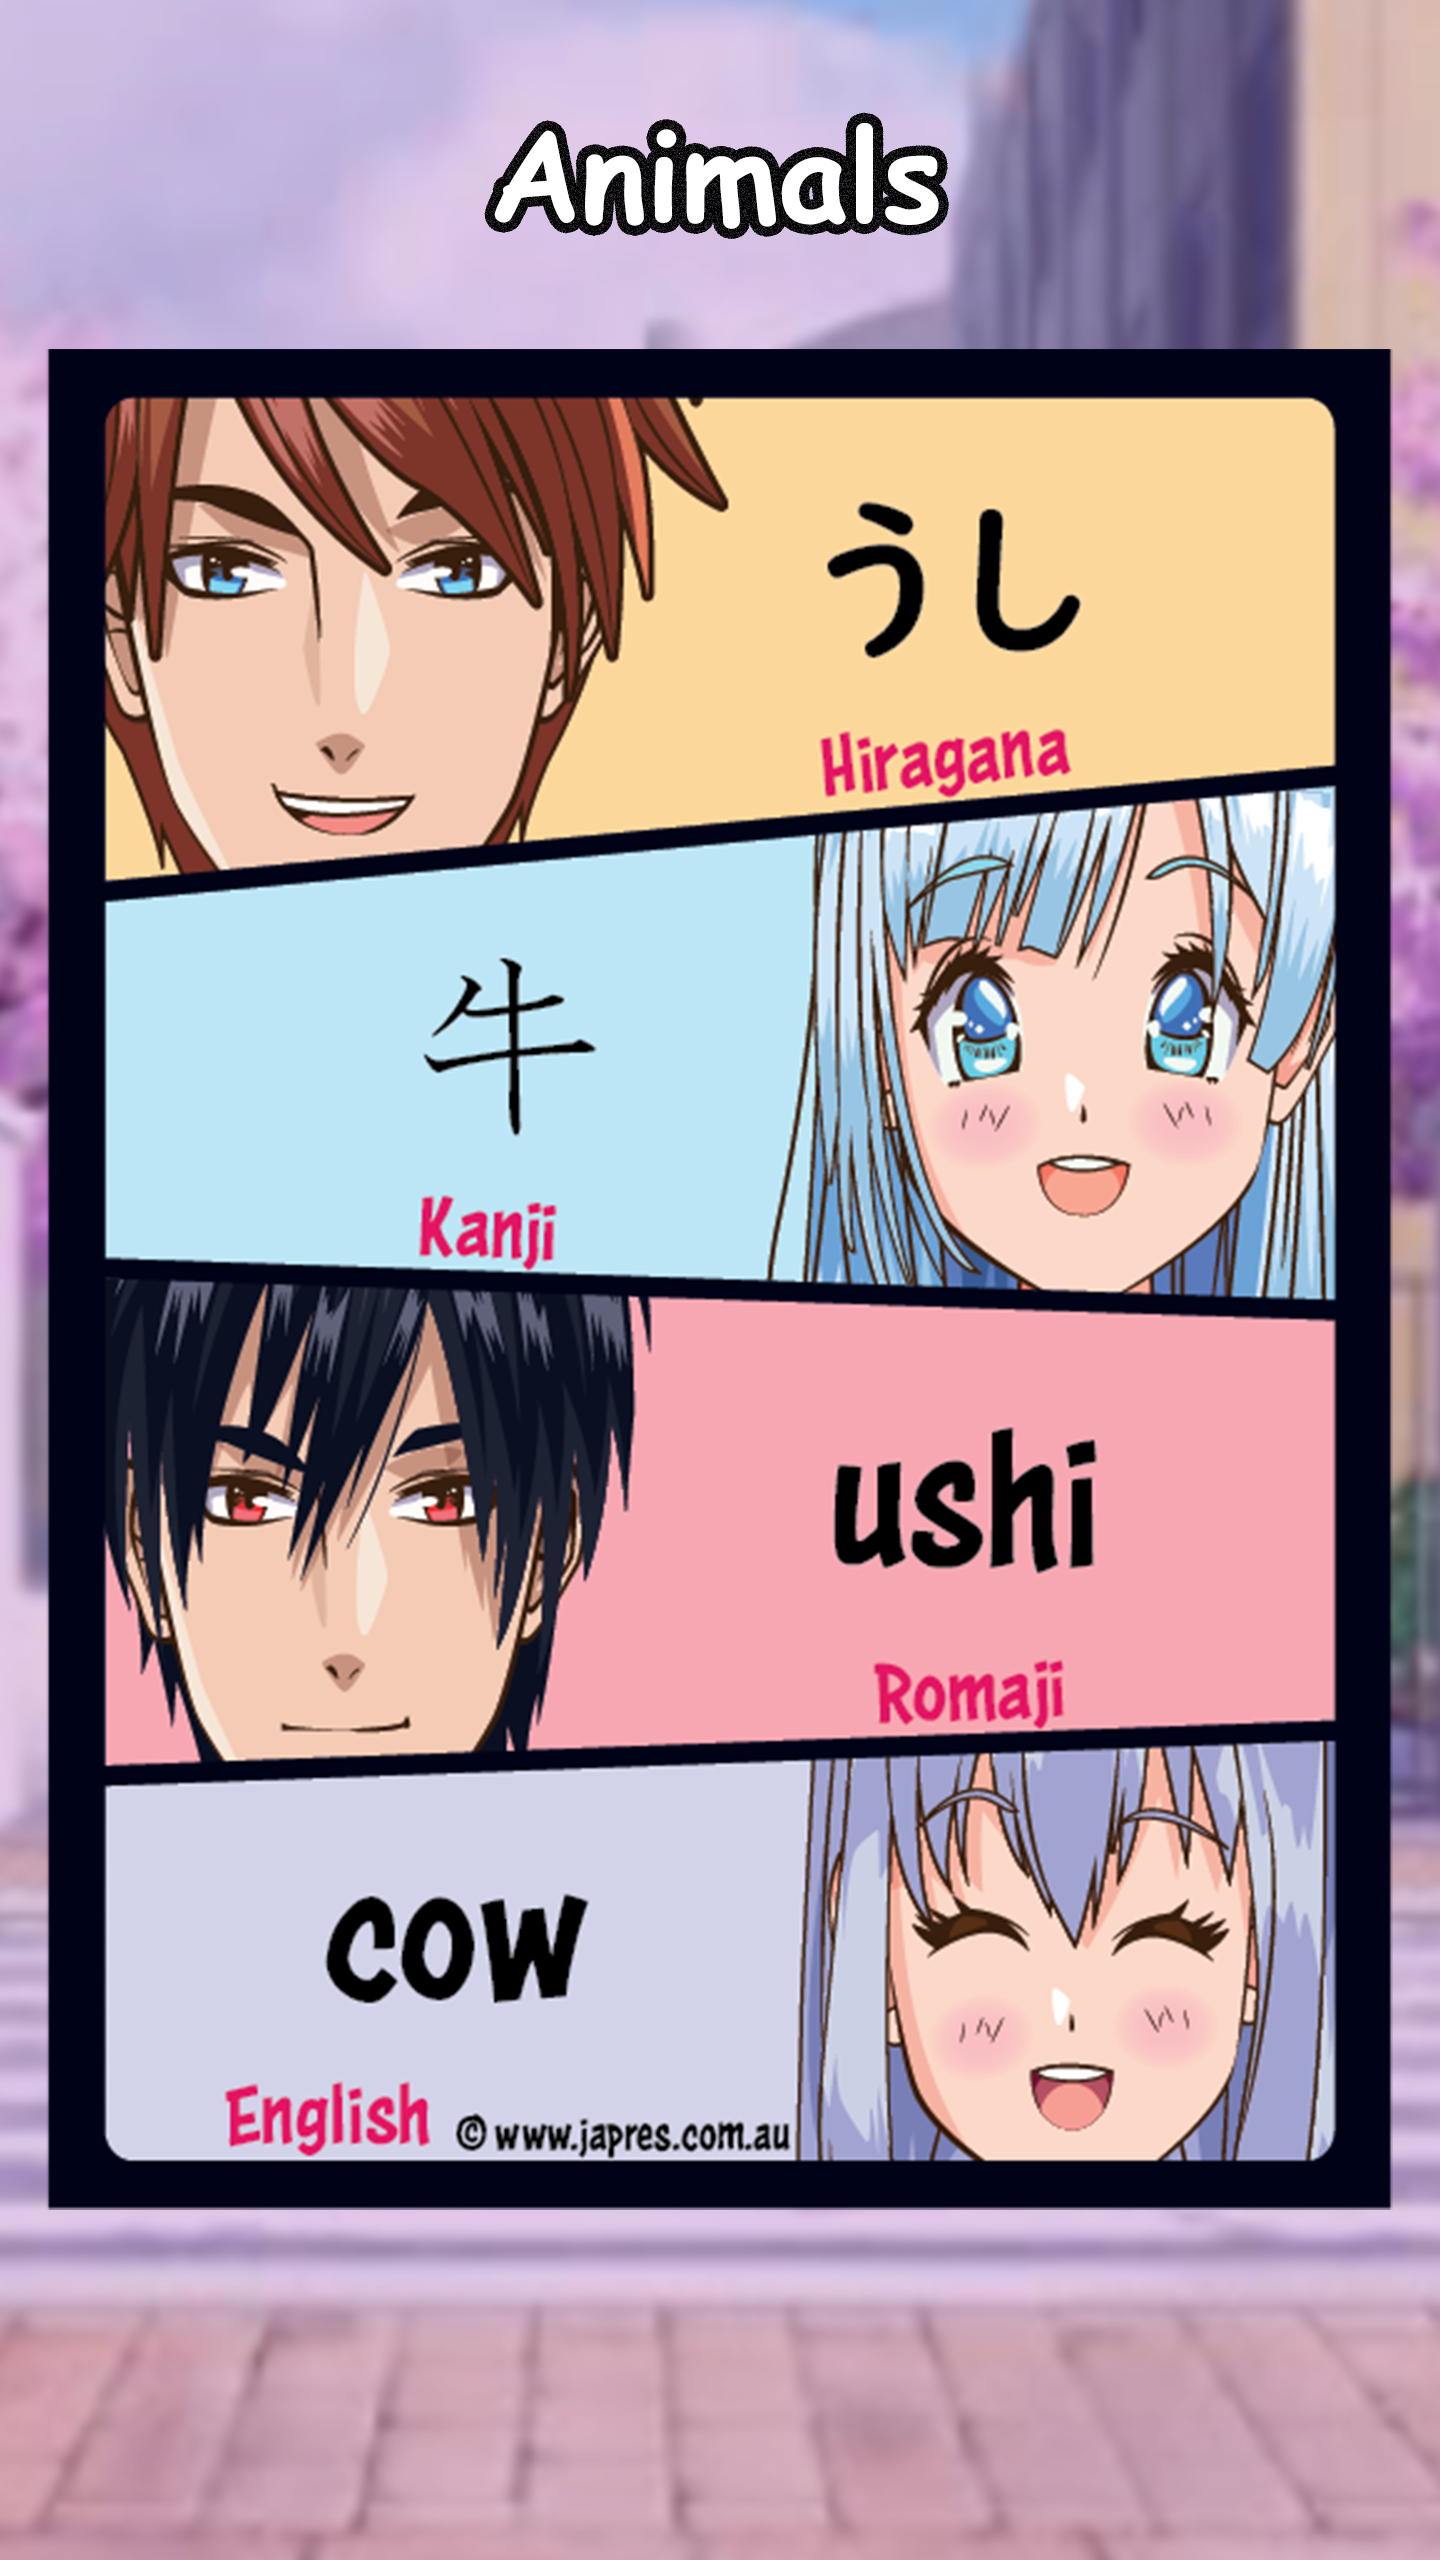 Animals
うし
Hiragana
牛
Kanji
ushi
Romaji
cow
English
© www.japres.com.au